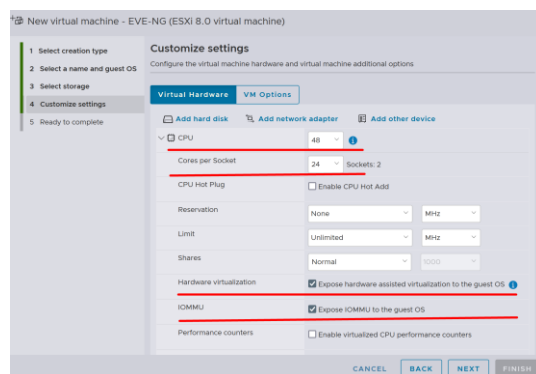 New virtual machine - EVE-NG (ESXi 8.0 virtual machine)
1 Select creation type
2 Select a name and guest OS
3 Select storage
4 Customize settings
5 Ready to complete
Customize settings
Configure the virtual machine hardware and virtual machine additional options
Virtual Hardware VM Options
Add hard disk Add network adapter Add other device
CPU 48
Cores per Socket 24 Sockets: 2
CPU Hot Plug Enable CPU Hot Add
Reservation None MHz
Limit Unlimited MHz
Shares Normal 1000
Hardware virtualization Expose hardware assisted virtualization to the guest OS
IOMMU Expose IOMMU to the guest OS
Performance counters Enable virtualized CPU performance counters
CANCEL BACK NEXT FINISH